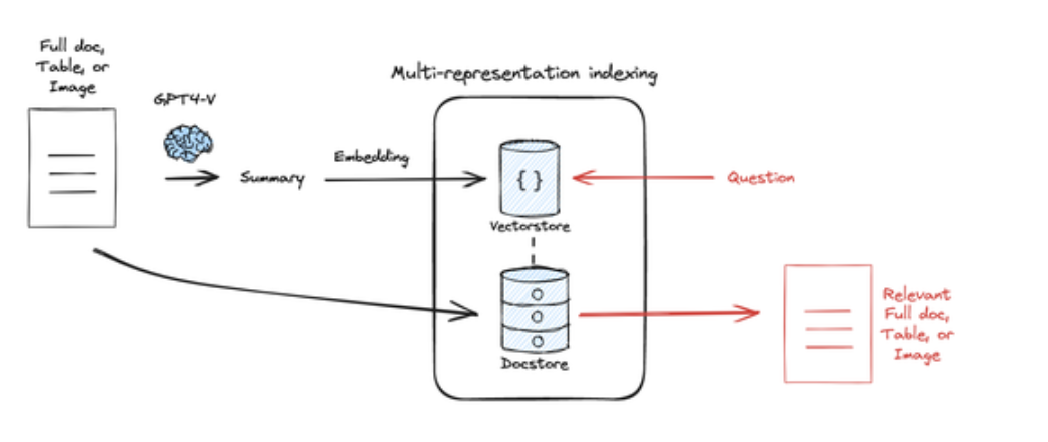 Full doc,
Table, or
Image
GPT4-V
Multi-representation indexing
Summary
Embedding
{ }
Vectorstore
Question
Docstore
Relevant
Full doc,
Table, or
Image